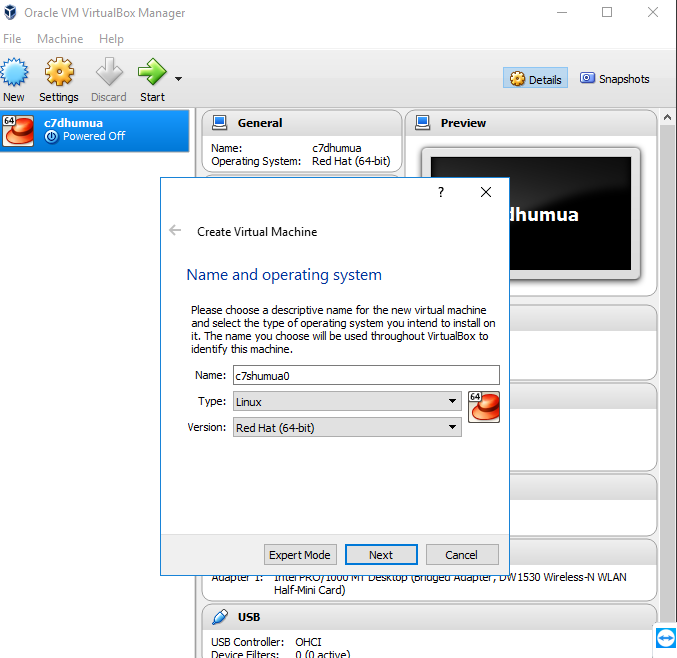 Oracle VM VirtualBox Manager
File Machine Help
New Settings Discard Start
Details Snapshots
64
c7dhumua
Powered Off
General
Name: c7dhumua
Operating System: Red Hat (64-bit)
Preview
dhumua
?
Create Virtual Machine
Name and operating system
Please choose a descriptive name for the new virtual machine
and select the type of operating system you intend to install on
it. The name you choose will be used throughout VirtualBox to
identify this machine.
Name: c7shumua0
Type: Linux
64
Version: Red Hat (64-bit)
Expert Mode Next Cancel
Adapter 1: Intel PRO/1000 MT Desktop (Bridged Adapter, DW1530 Wireless-N WLAN
Half-Mini Card)
USB
USB Controller: OHCI
Device Filters: 0 (0 active)